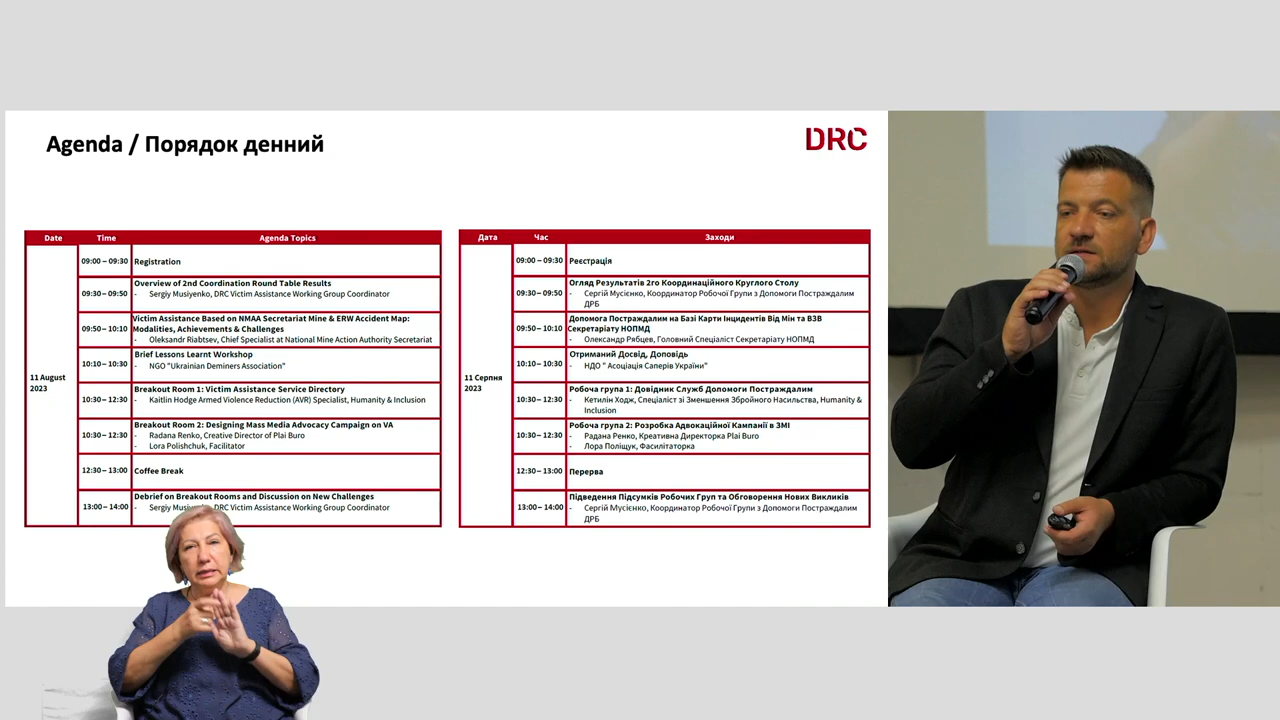 Agenda / Порядок денний
DRC
Date Time Agenda Topics
11 August
2023
09:00 – 09:30 Registration
09:30 – 09:50 Overview of 2nd Coordination Round Table Results
- Sergiy Musiyenko, DRC Victim Assistance Working Group Coordinator
09:50 – 10:10 Victim Assistance Based on NMAA Secretariat Mine & ERW Accident Map:
Modalities, Achievements & Challenges
- Oleksandr Riabtsev, Chief Specialist at National Mine Action Authority Secretariat
10:10 – 10:30 Brief Lessons Learnt Workshop
- NGO "Ukrainian Deminers Association"
10:30 – 12:30 Breakout Room 1: Victim Assistance Service Directory
- Kaitlin Hodge Armed Violence Reduction (AVR) Specialist, Humanity & Inclusion
10:30 – 12:30 Breakout Room 2: Designing Mass Media Advocacy Campaign on VA
- Radana Renko, Creative Director of Plai Buro
- Lora Polishchuk, Facilitator
12:30 – 13:00 Coffee Break
13:00 – 14:00 Debrief on Breakout Rooms and Discussion on New Challenges
- Sergiy DRC Victim Assistance Working Group Coordinator
Дата Час Заходи
11 Серпня
2023
09:00 – 09:30 Реєстрація
09:30 – 09:50 Огляд Результатів 2го Координаційного Круглого Столу
- Сергій Мусієнко, Координатор Робочої Групи з Допомоги Постраждалим
ДРБ
09:50 – 10:10 Допомога Постраждалим на Базі Карти Інцидентів Від Мін та ВЗВ
Секретаріату НОПМД
- Олександр Рябцев, Головний Спеціаліст Секретаріату НОПМД
10:10 – 10:30 Отриманий Досвід, Доповідь
- НДО " Асоціація Саперів України"
10:30 – 12:30 Робоча група 1: Довідник Служб Допомоги Постраждалим
- Кетилін Ходж, Спеціаліст зі Зменшення Збройного Насильства, Humanity &
Inclusion
10:30 – 12:30 Робоча група 2: Розробка Адвокаційної Кампанії в ЗМІ
- Радана Ренко, Креативна Директорка Plai Buro
- Лора Поліщук, Фасилітаторка
12:30 – 13:00 Перерва
13:00 – 14:00 Підведення Підсумків Робочих Груп та Обговорення Нових Викликів
- Сергій Мусієнко, Координатор Робочої Групи з Допомоги Постраждалим
ДРБ